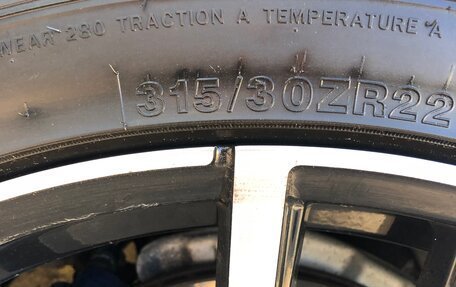 WEAR 280 TRACTION A TEMPERATURE A
315/30ZR22